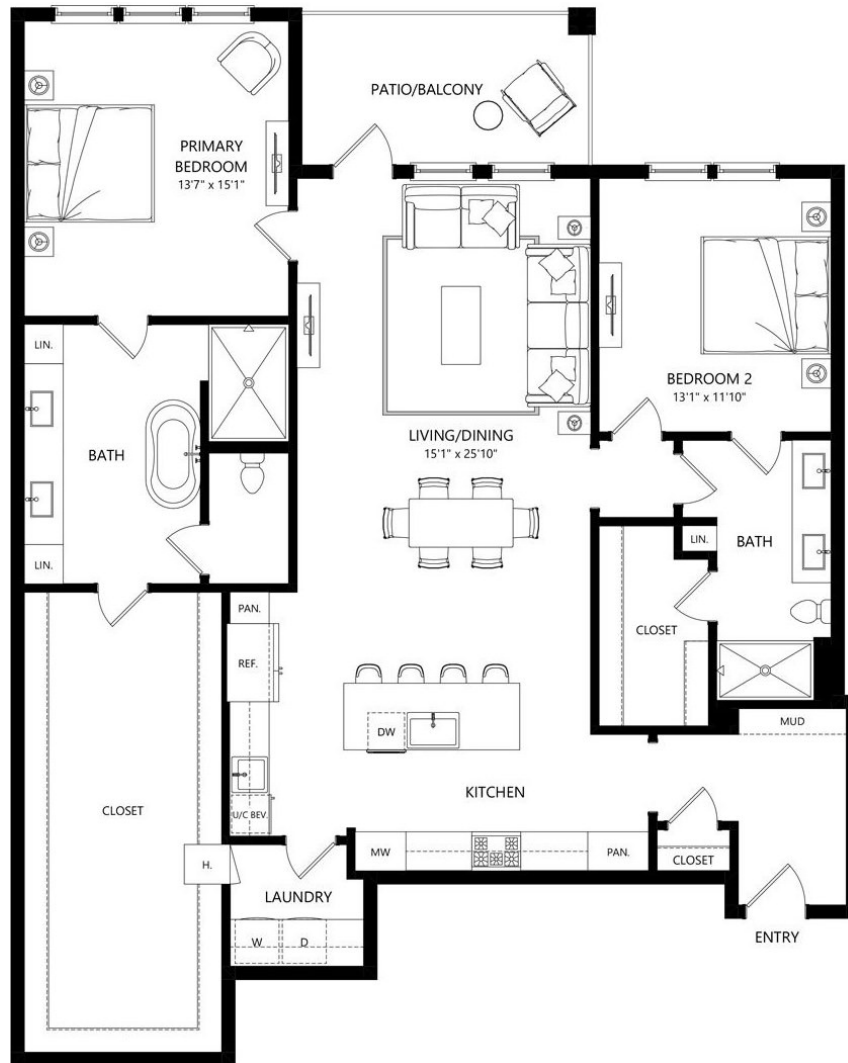 PATIO/BALCONY
PRIMARY
BEDROOM
13'7" x 15'1"
LIN.
BATH
LIN.
LIVING/DINING
15'1" x 25'10"
BEDROOM 2
13'1" x 11'10"
LIN.
BATH
CLOSET
PAN.
REF.
DW
MUD
KITCHEN
U/C BEV.
CLOSET
MW
PAN.
CLOSET
H.
LAUNDRY
W
D
ENTRY